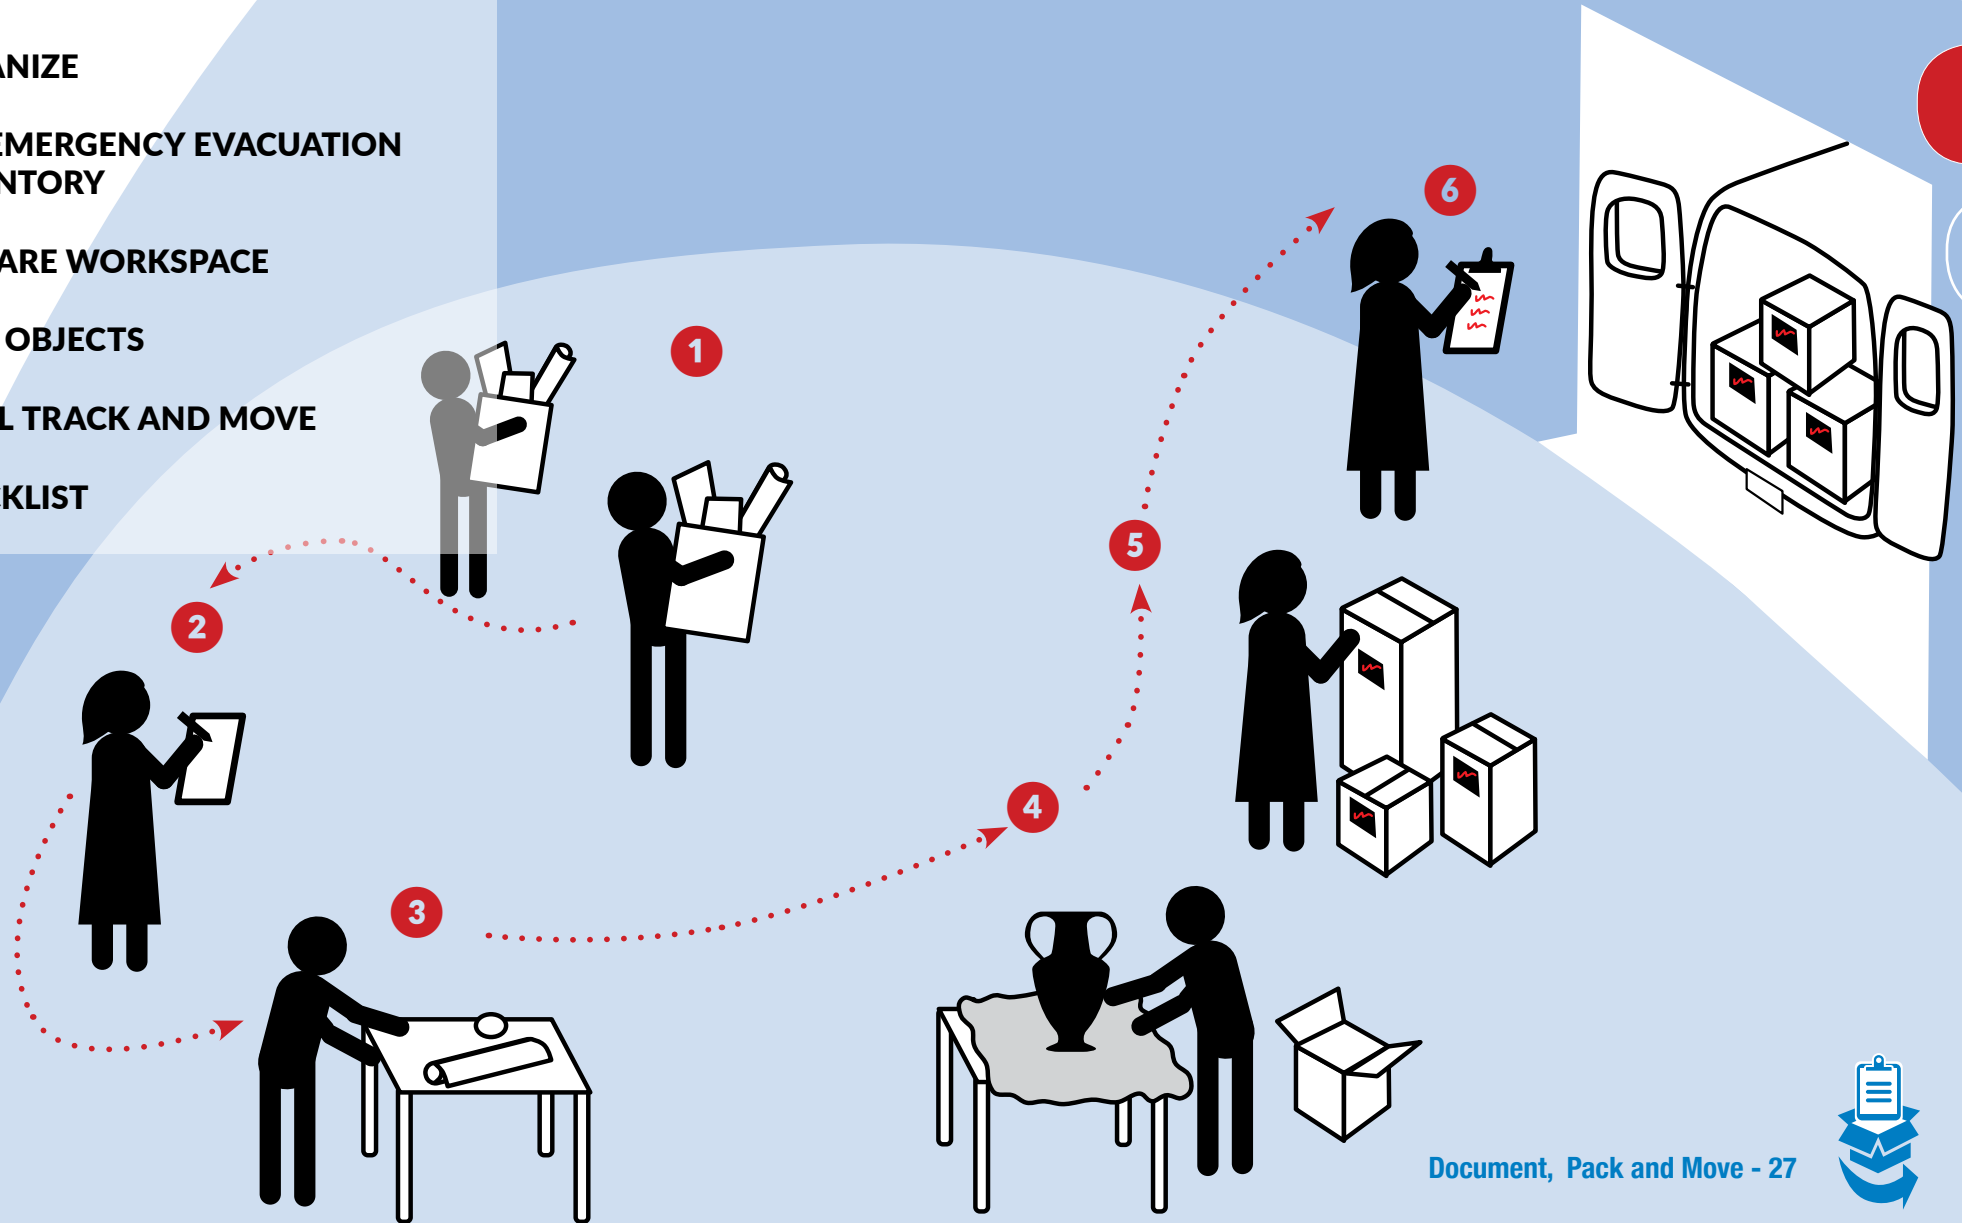 ANIZE
EMERGENCY EVACUATION
NTORY
ARE WORKSPACE
OBJECTS
L TRACK AND MOVE
KLIST
1
2
3
4
5
6
Document, Pack and Move - 27